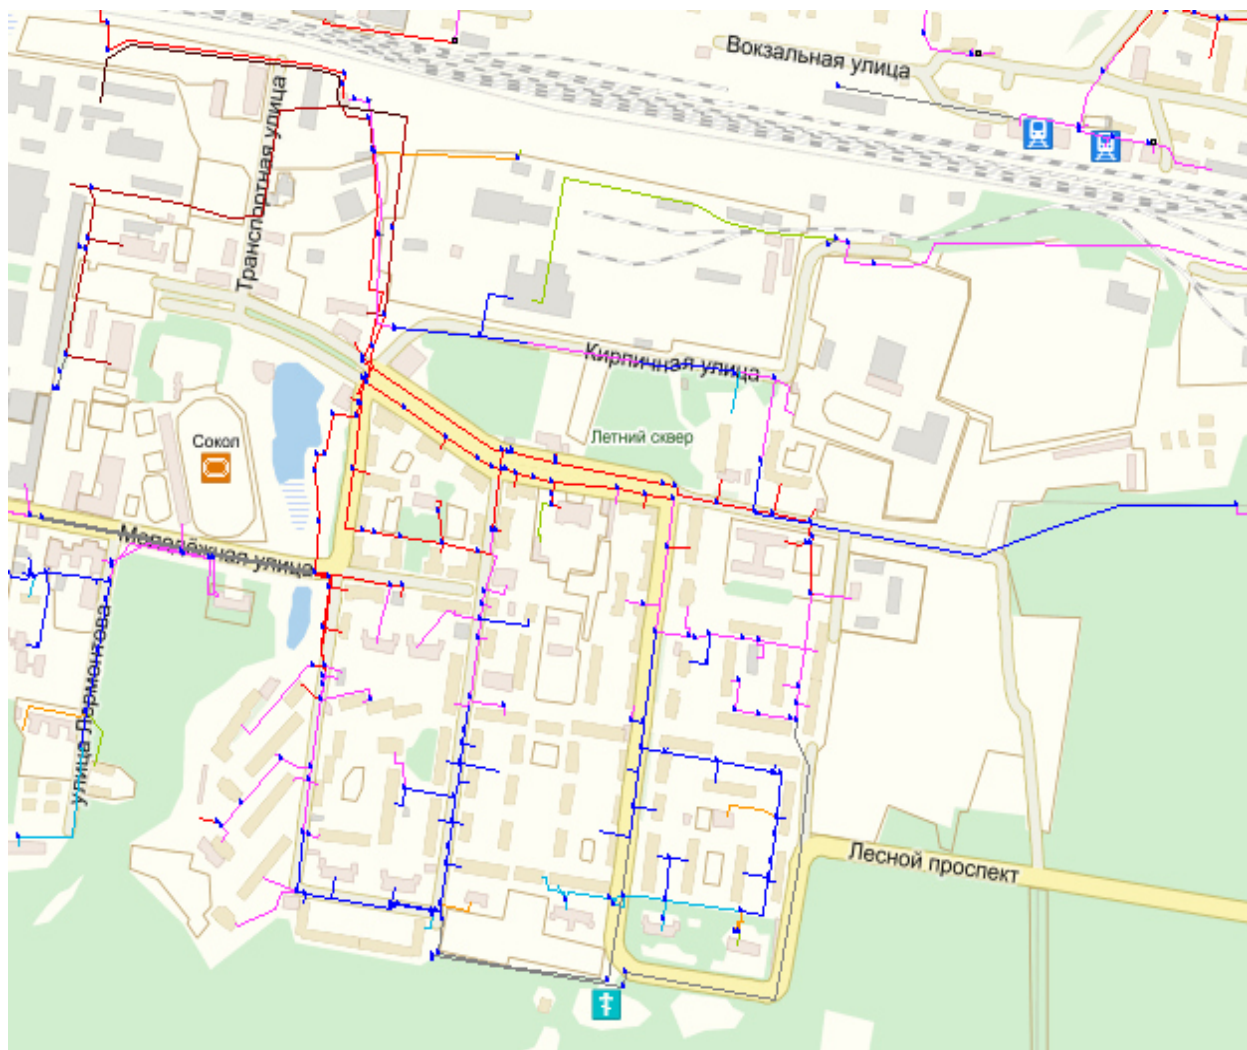 Вокзальная улица
Транспортная улица
Кирпичная улица
Летний сквер
Сокол
Молодёжная улица
улица Лермонтова
Лесной проспект